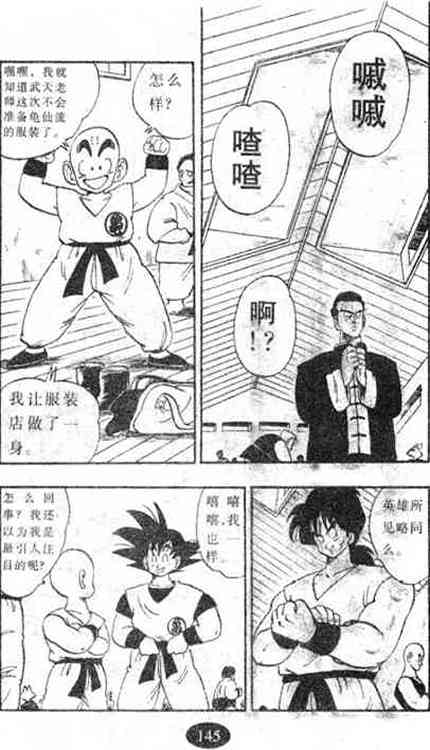 嘁嘁
喳喳
啊!?
怎么
样?
嘿嘿,我就
知道武天老
师这次不会
准备龟仙流
的服装了。
我让服装
店做了一
身。
英雄所
见略同
么。
嘻嘻
嘻,我
也一
样。
怎么回
事?我还
以为我是
最引人注
目的呢?
145